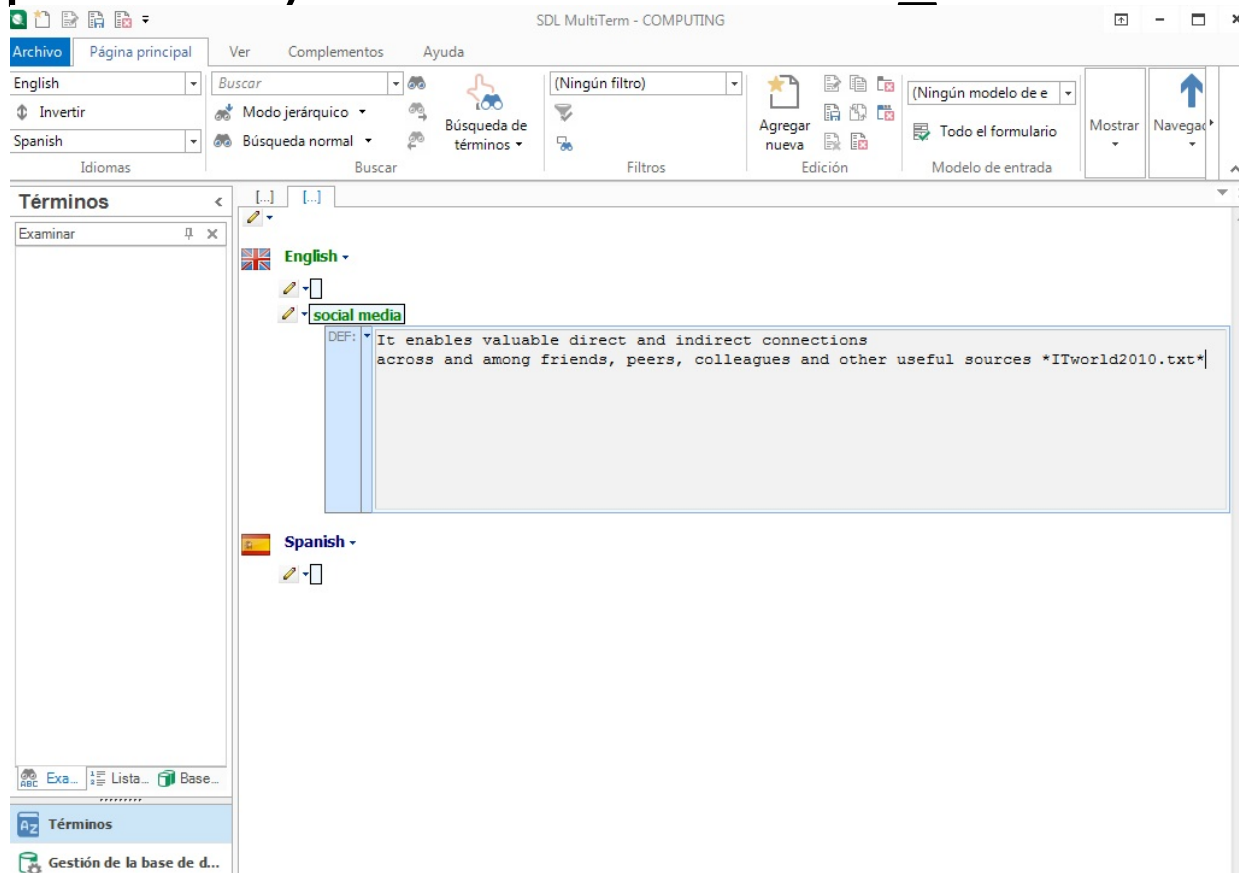 SDL MultiTerm - COMPUTING
Archivo Página principal Ver Complementos Ayuda
English Buscar (Ningún filtro) (Ningún modelo de e
Invertir Modo jerárquico Búsqueda de términos Agregar nueva Todo el formulario Mostrar Navegac
Spanish Búsqueda normal
Idiomas Buscar Filtros Edición Modelo de entrada
Términos [...] [...]
Examinar
English
social media
DEF: It enables valuable direct and indirect connections
across and among friends, peers, colleagues and other useful sources *ITworld2010.txt*
Spanish
ABC Exa... Lista... Base...
AZ Términos
Gestión de la base de d...